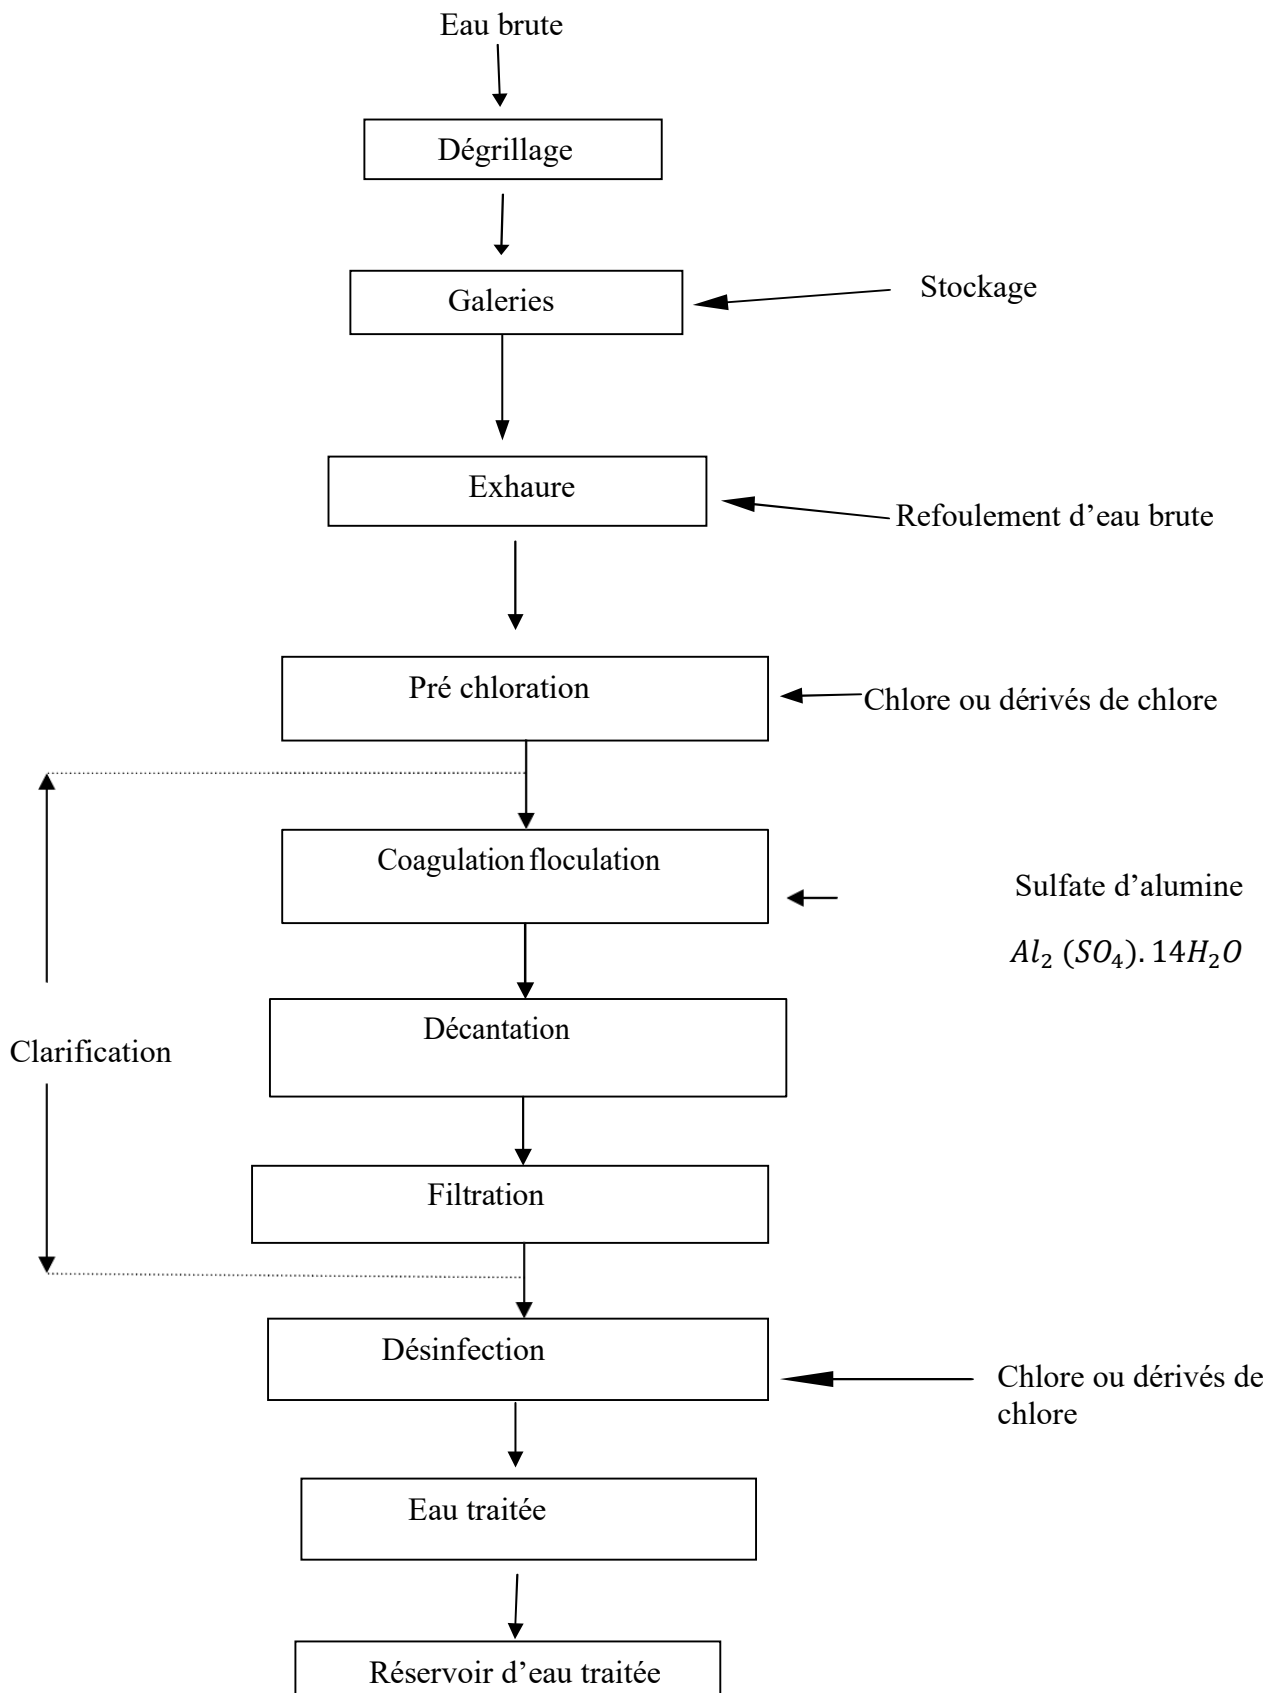 Eau brute
Dégrillage
Galeries
Stockage
Exhaure
Refoulement d’eau brute
Pré chloration
Chlore ou dérivés de chlore
Coagulation floculation
Sulfate d’alumine
Al₂ (SO₄). 14H₂O
Décantation
Clarification
Filtration
Désinfection
Chlore ou dérivés de
chlore
Eau traitée
Réservoir d’eau traitée